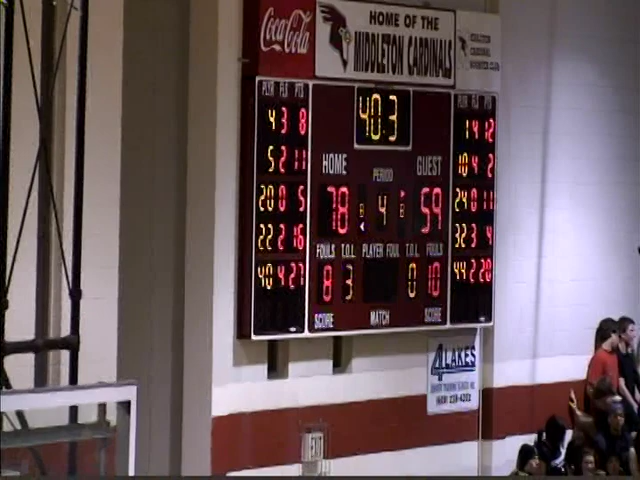 Coca-Cola
HOME OF THE
MIDDLETON CARDINALS
PLYR FLS PTS
4 3 8
5 2 11
20 0 5
22 2 16
40 4 27
40.3
HOME
PERIOD
GUEST
78
4
59
FOULS T.O.L. PLAYER FOUL T.O.L. FOULS
8 3 0 10
SCORE MATCH SCORE
PLYR FLS PTS
1 4 12
10 4 2
24 0 11
32 3 4
44 2 20
4 LAKES
EXIT